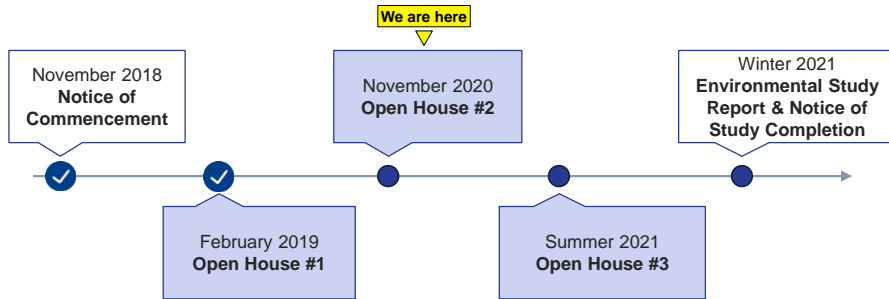 We are here
November 2018
Notice of
Commencement
November 2020
Open House #2
Winter 2021
Environmental Study
Report & Notice of
Study Completion
February 2019
Open House #1
Summer 2021
Open House #3